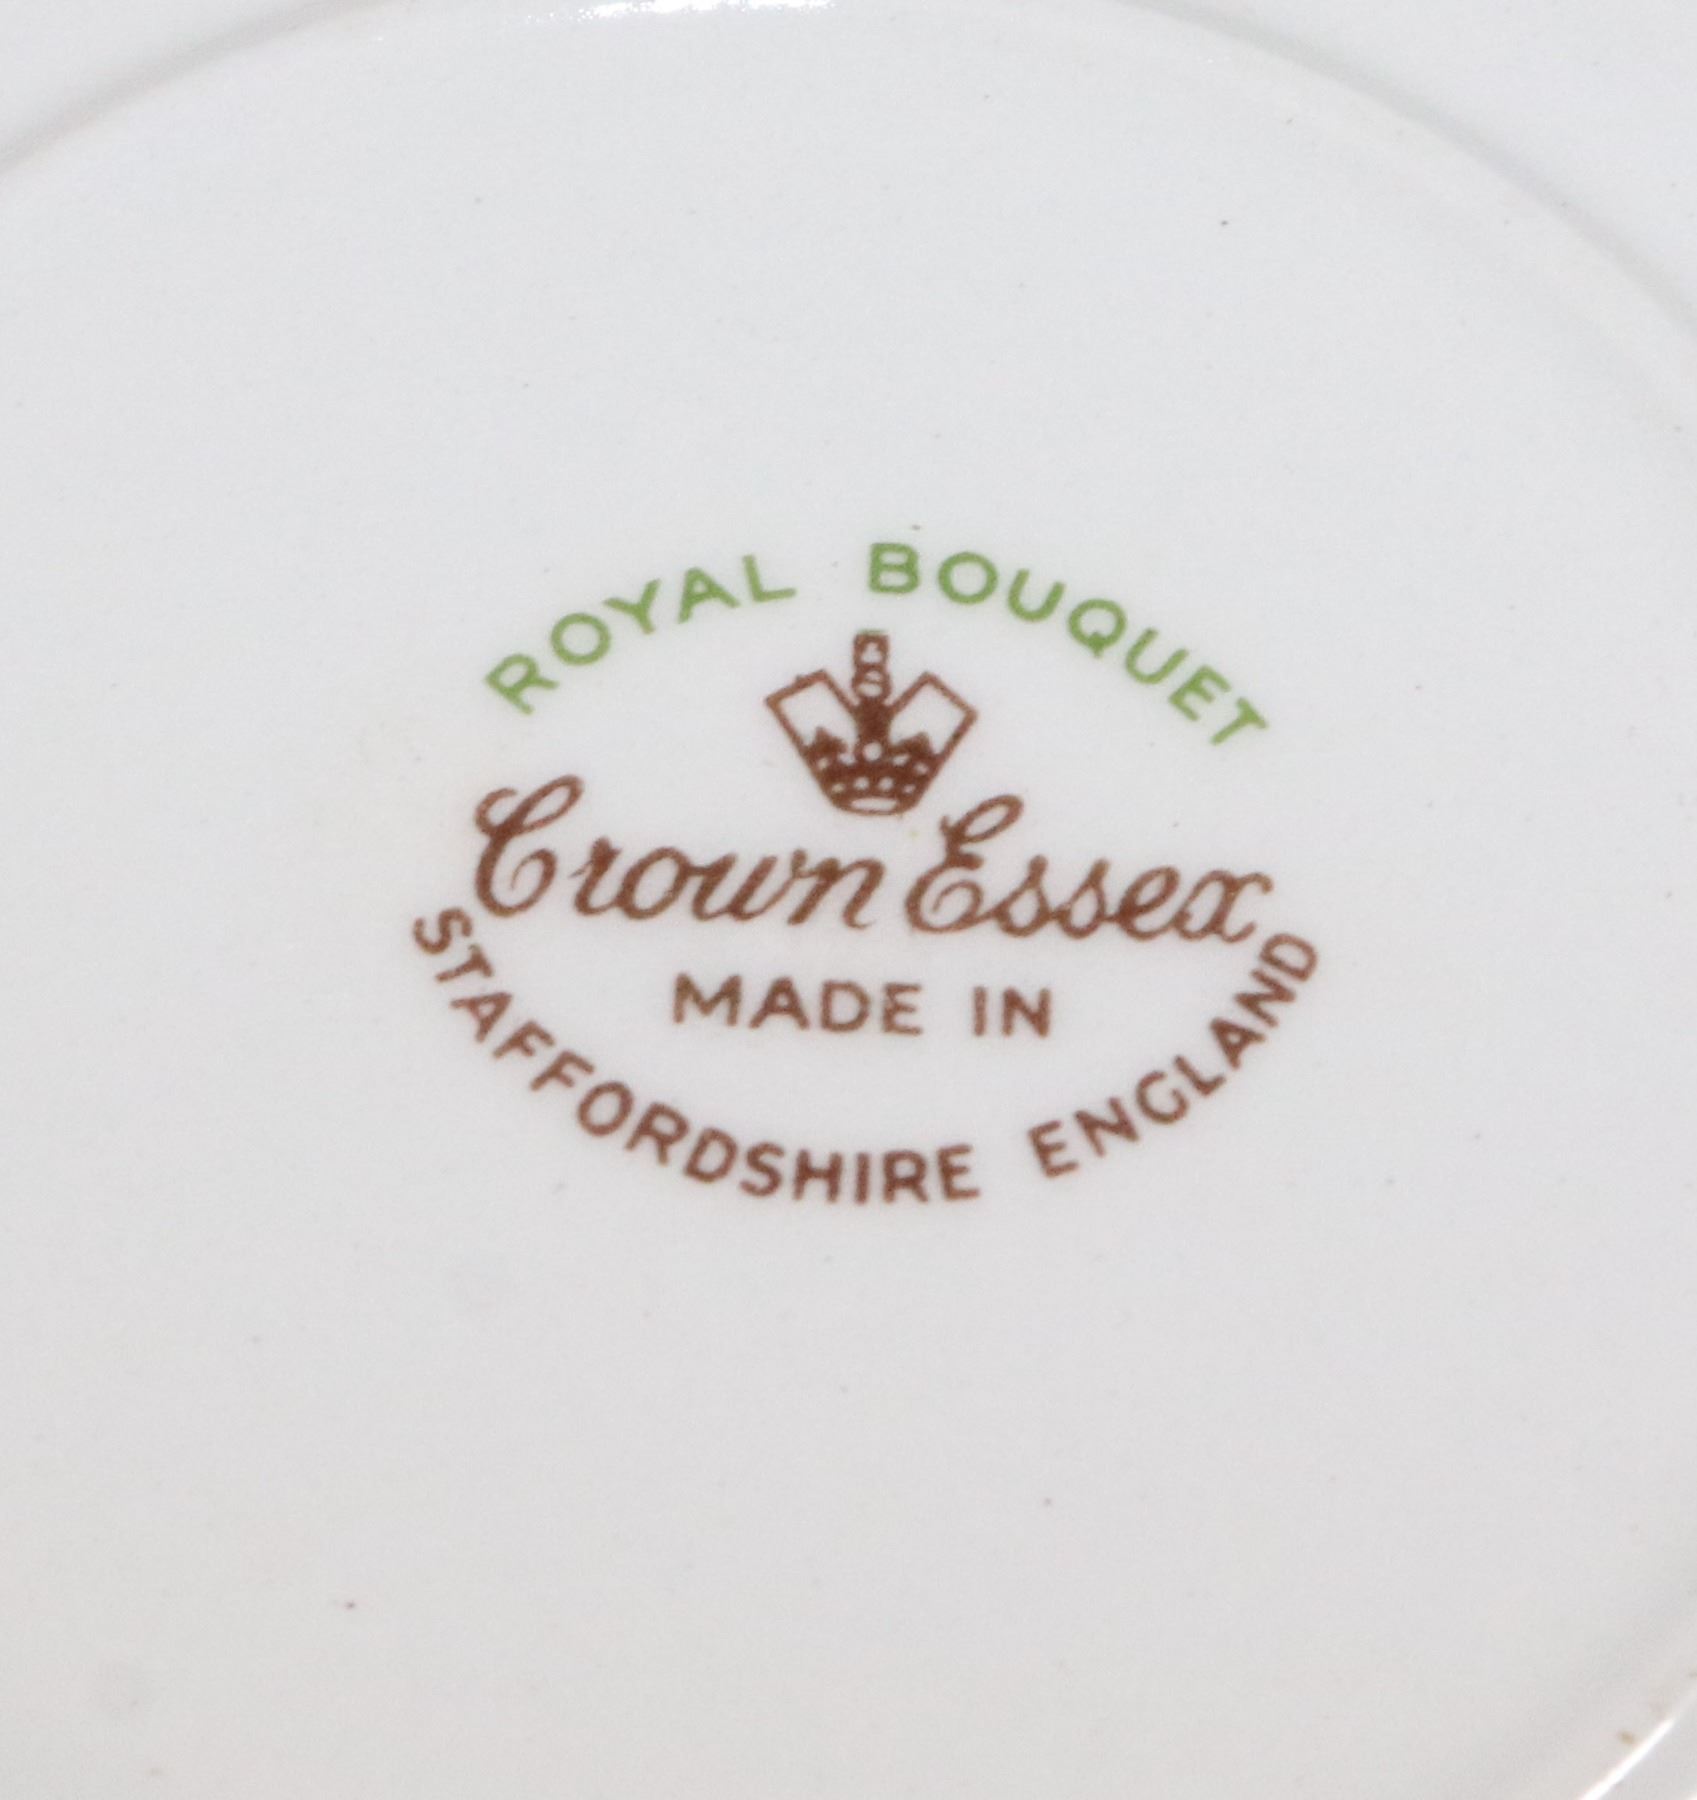 ROYAL BOUQUET
Crown Essex
MADE IN
STAFFORDSHIRE ENGLAND